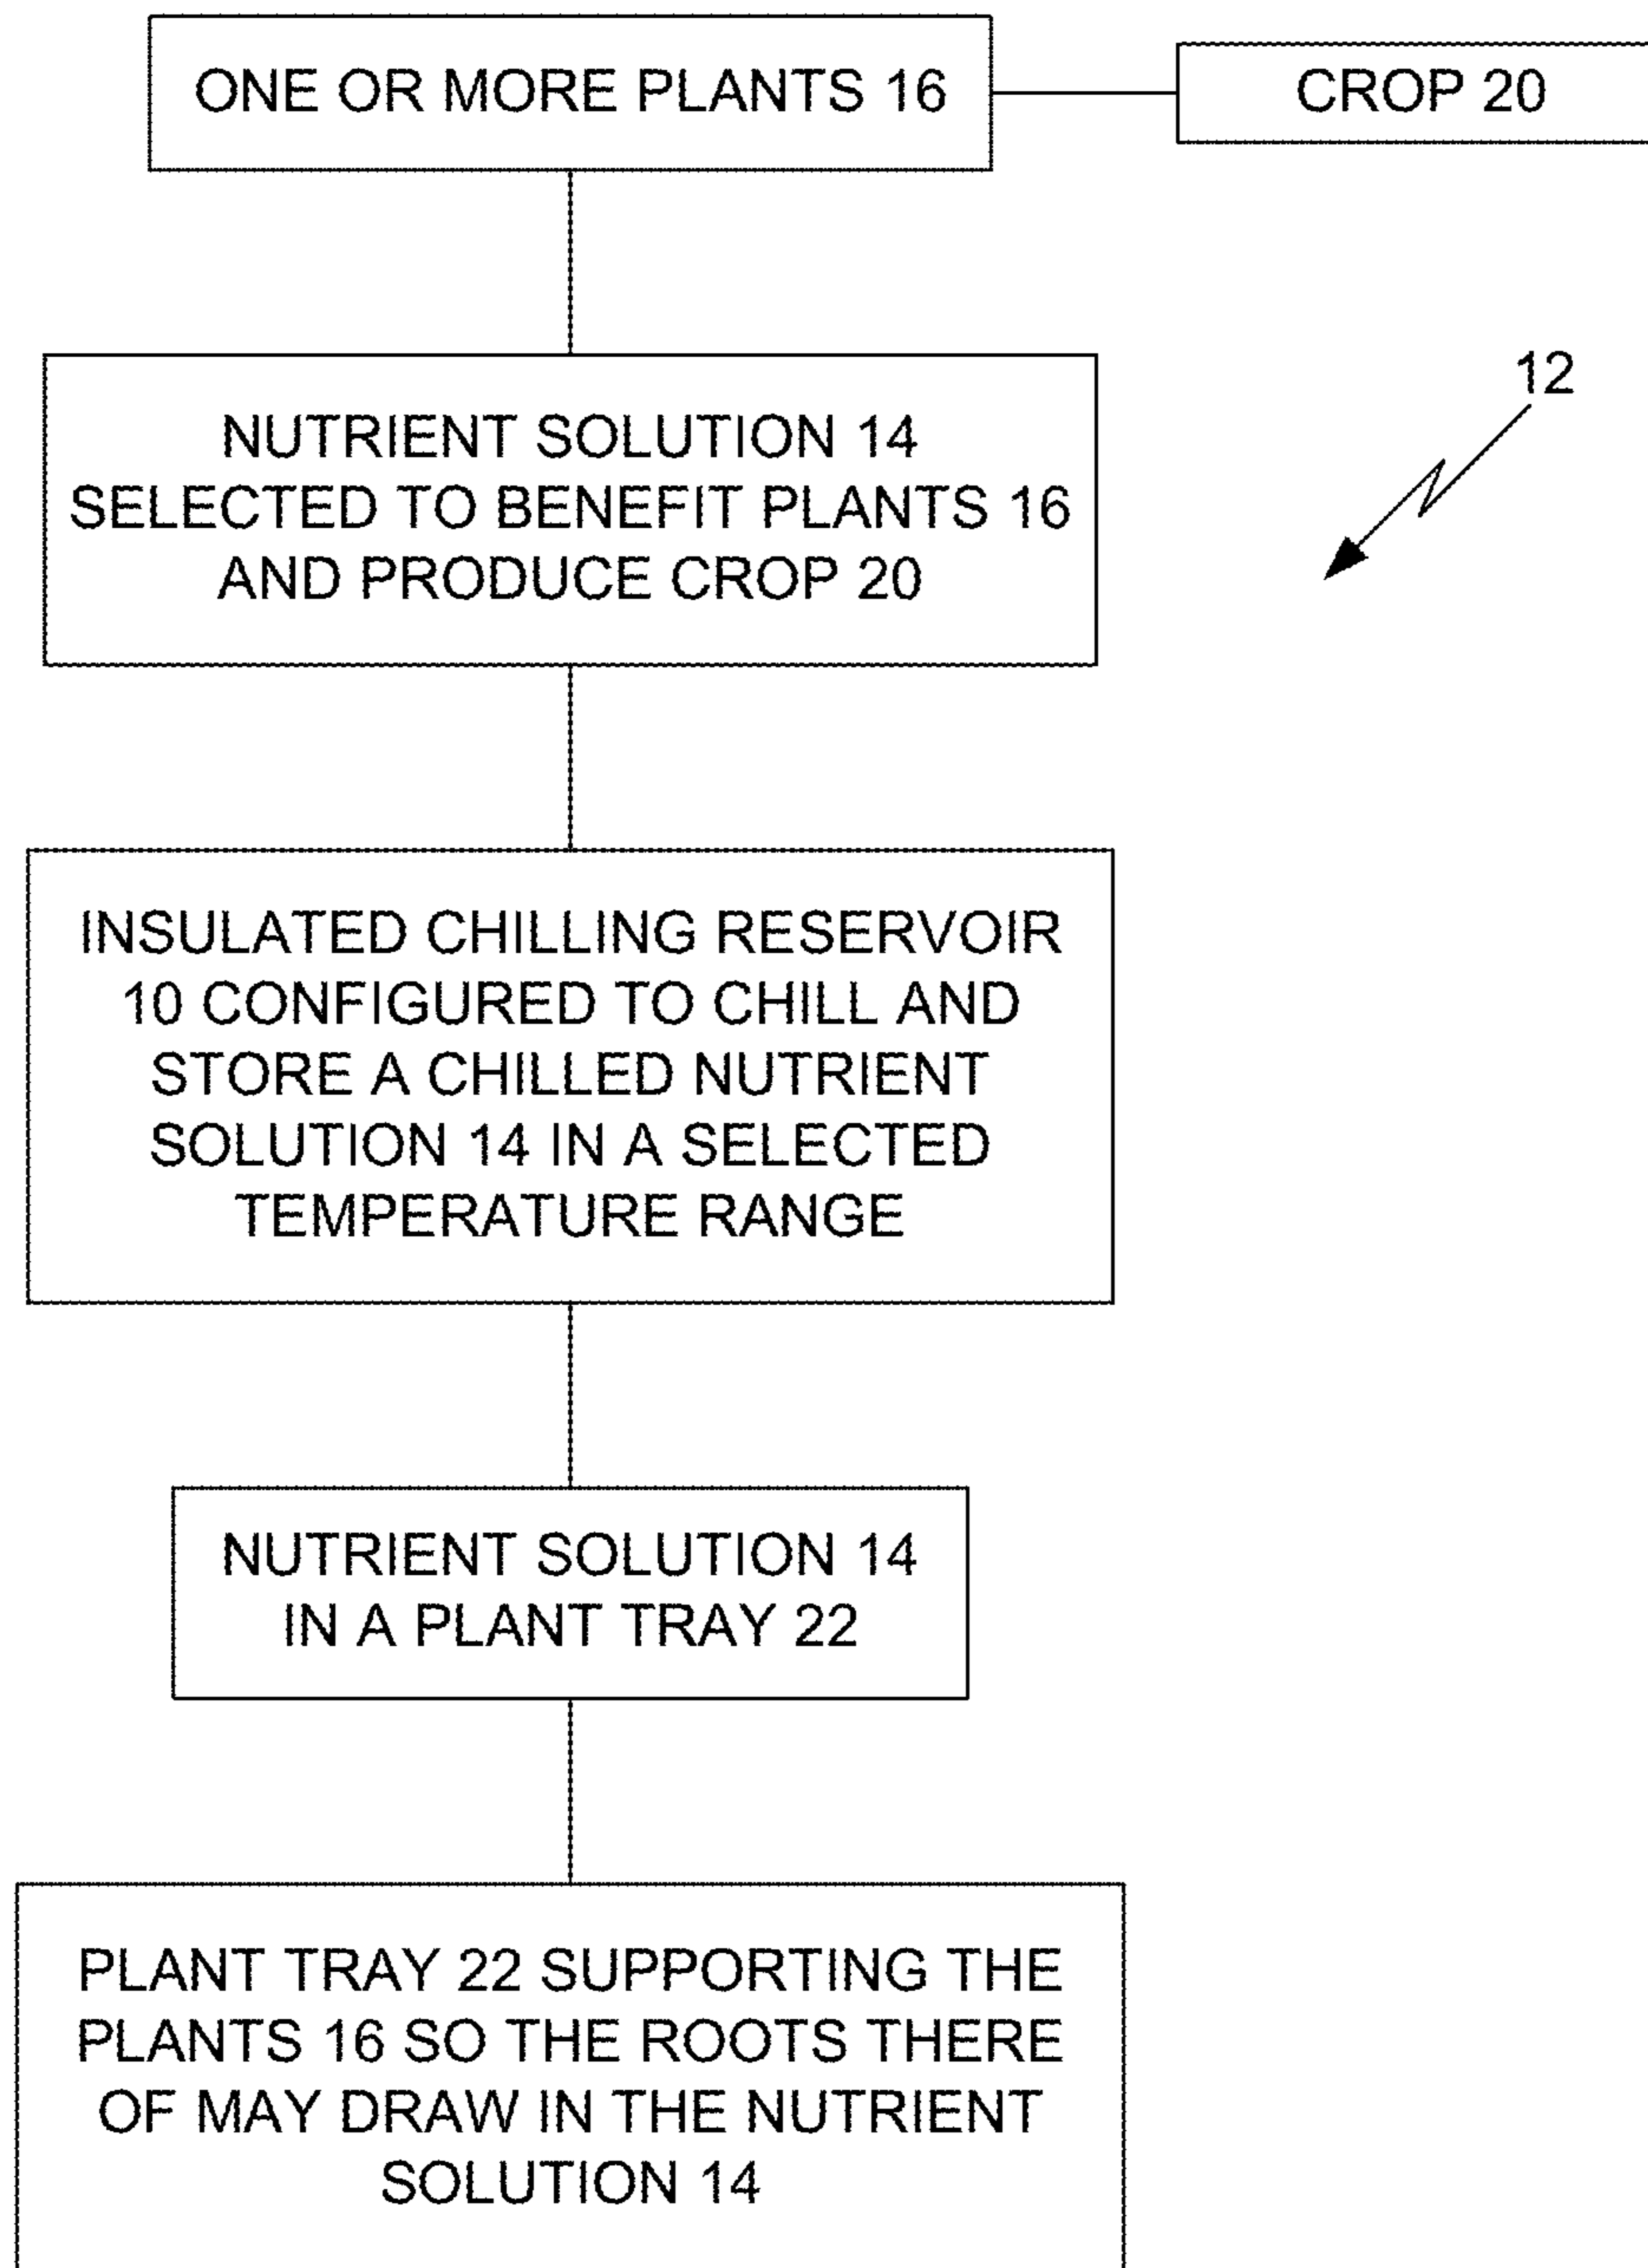 ONE OR MORE PLANTS 16
CROP 20
12
NUTRIENT SOLUTION 14
SELECTED TO BENEFIT PLANTS 16
AND PRODUCE CROP 20
INSULATED CHILLING RESERVOIR
10 CONFIGURED TO CHILL AND
STORE A CHILLED NUTRIENT
SOLUTION 14 IN A SELECTED
TEMPERATURE RANGE
NUTRIENT SOLUTION 14
IN A PLANT TRAY 22
PLANT TRAY 22 SUPPORTING THE
PLANTS 16 SO THE ROOTS THERE
OF MAY DRAW IN THE NUTRIENT
SOLUTION 14